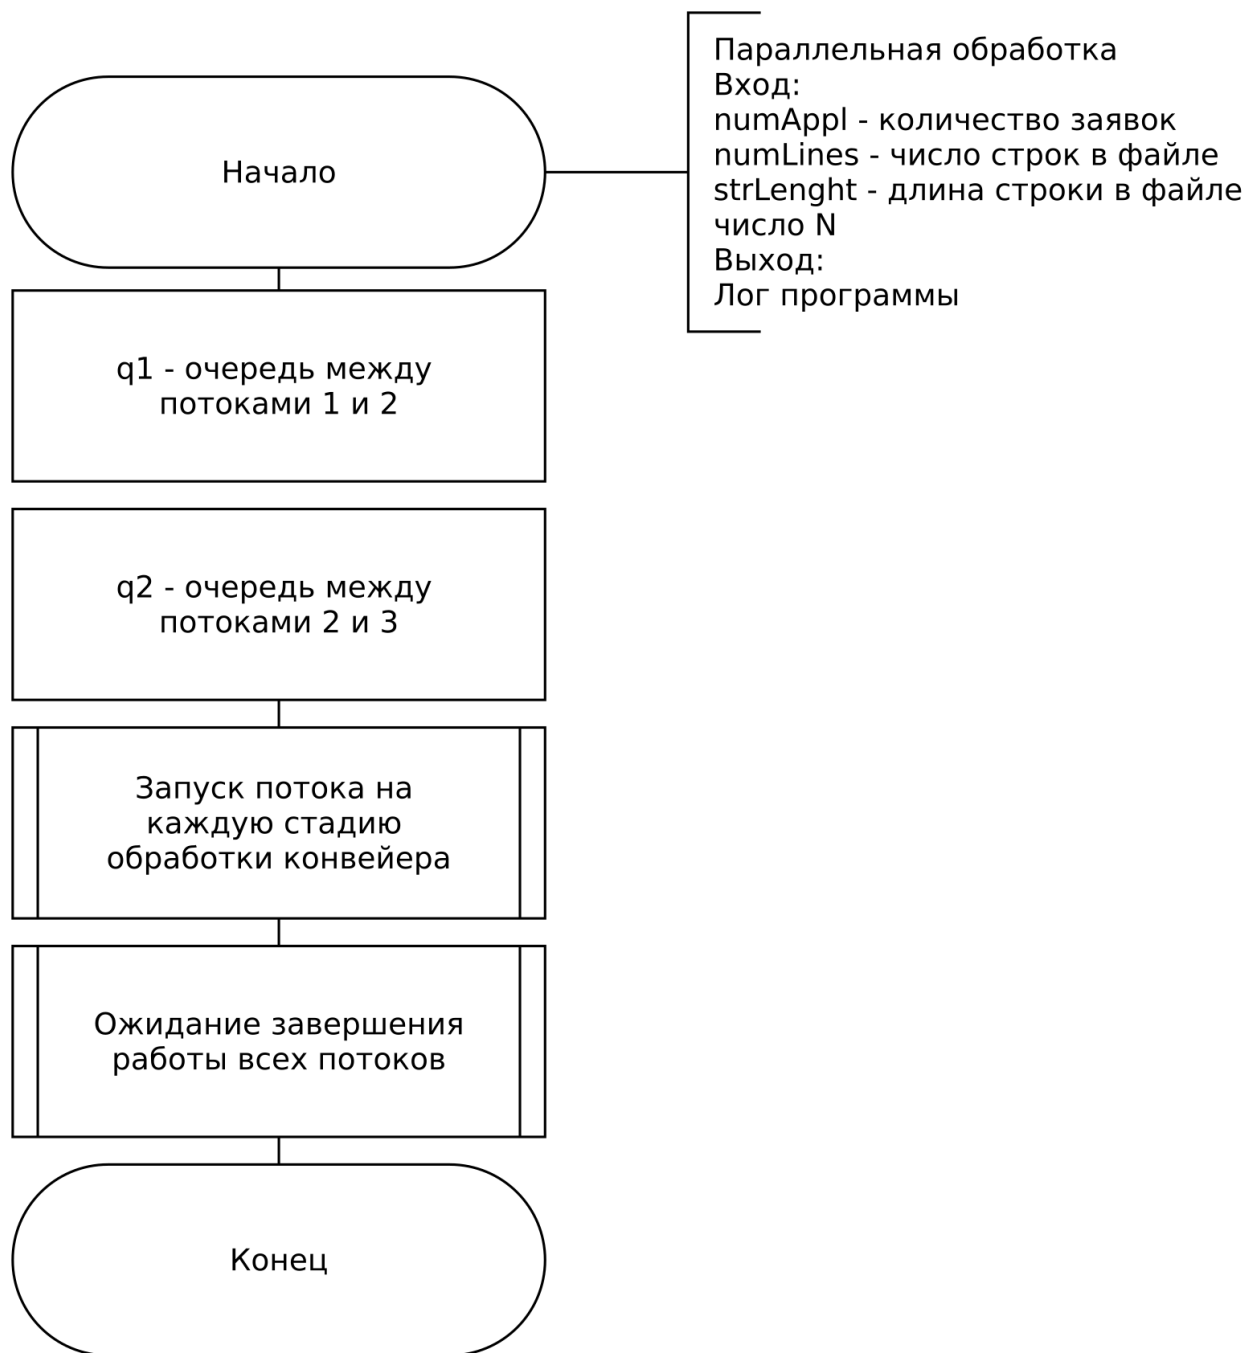 Начало
Параллельная обработка
Вход:
numAppl - количество заявок
numLines - число строк в файле
strLenght - длина строки в файле
число N
Выход:
Лог программы
q1 - очередь между
потоками 1 и 2
q2 - очередь между
потоками 2 и 3
Запуск потока на
каждую стадию
обработки конвейера
Ожидание завершения
работы всех потоков
Конец